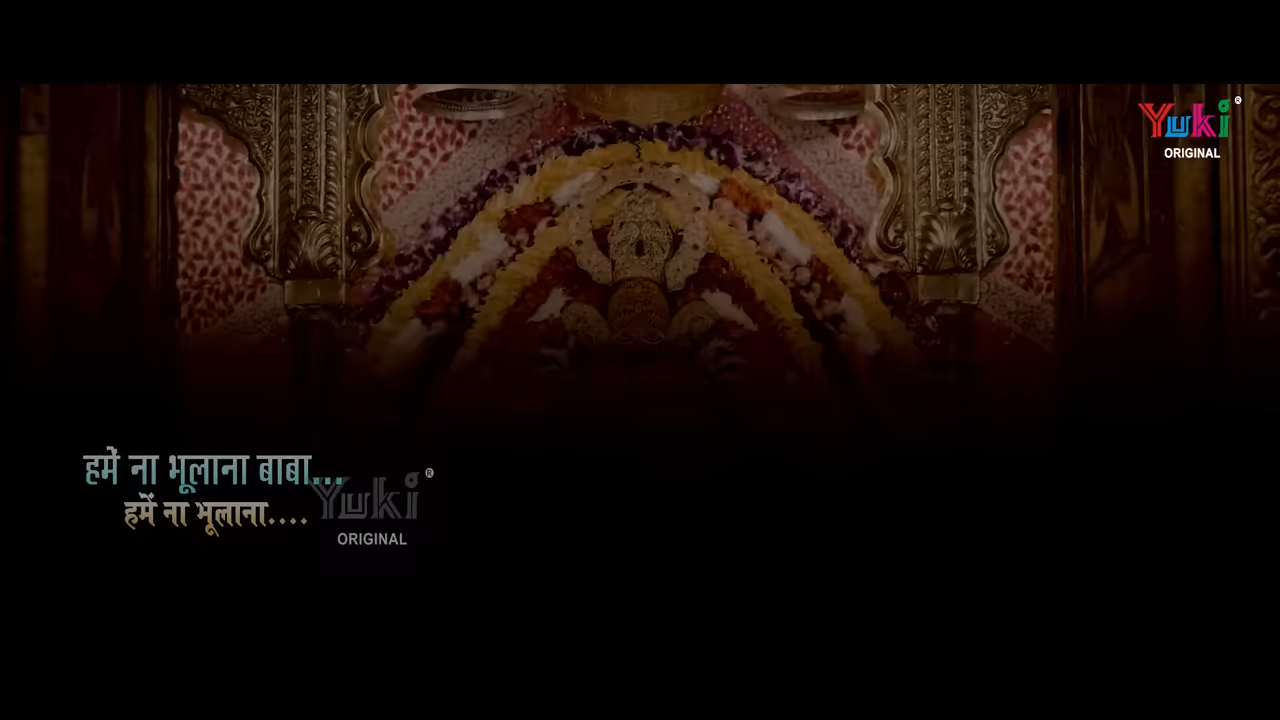 Yuki®
ORIGINAL
हमें ना भूलाना बाबा...
हमें ना भूलाना....
Yuki®
ORIGINAL